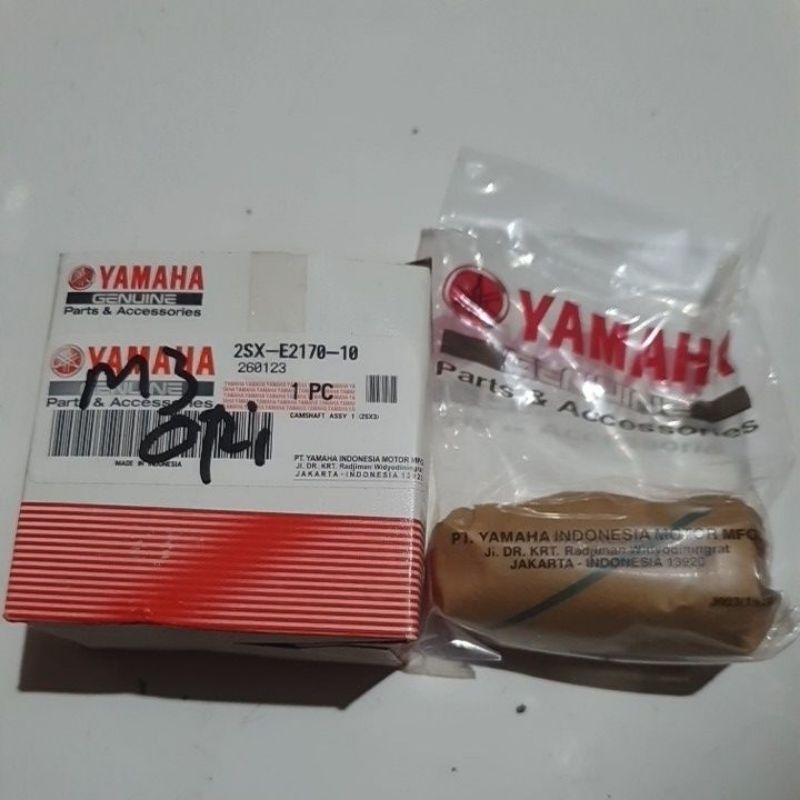 YAMAHA
GENUINE
Parts & Accessories
YAMAHA
GENUINE
Parts & Accessories
2SX-E2170-10
260123
1 PC
CAMSHAFT ASSY 1 (2SX3)
MADE IN INDONESIA
PT. YAMAHA INDONESIA MOTOR MFG
Jl. DR. KRT. Radjiman Widyodiningrat
JAKARTA - INDONESIA 13920
M3
ORi
YAMAHA
GENUINE
Parts & Accessories
PT. YAMAHA INDONESIA MOTOR MFG.
Jl. DR. KRT. Radjiman Widyodiningrat
JAKARTA - INDONESIA 13920